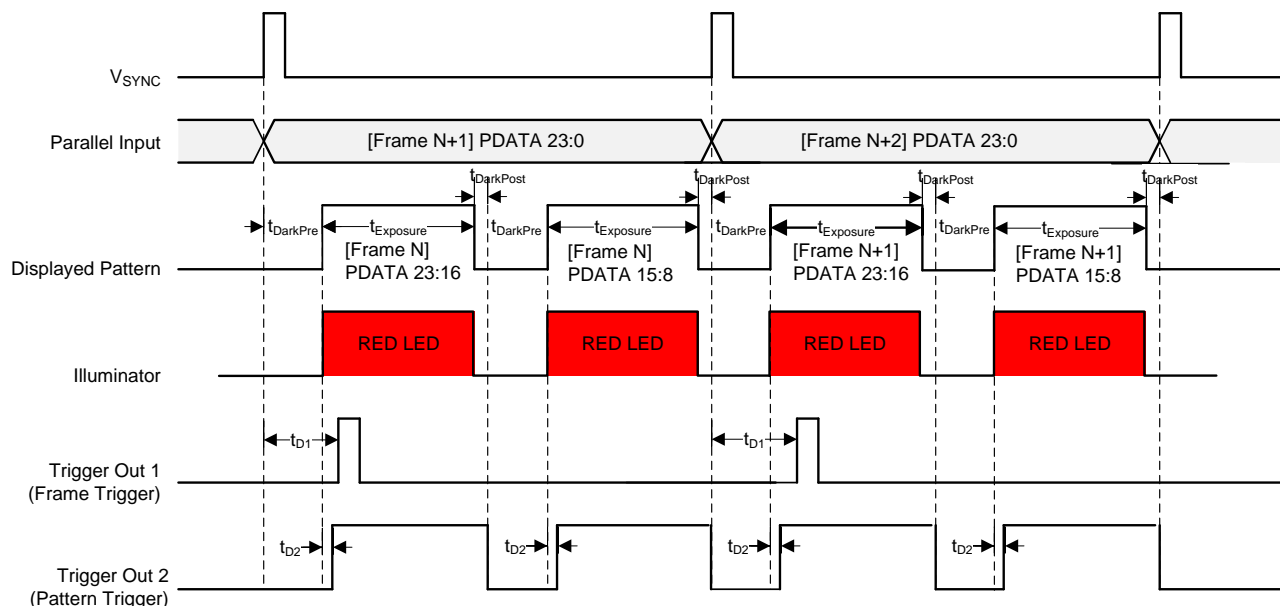 VSYNC
Parallel Input
[Frame N+1] PDATA 23:0
[Frame N+2] PDATA 23:0
tDarkPost
tDarkPost
tDarkPost
tDarkPost
tDarkPre
tExposure
tDarkPre
tExposure
tDarkPre
tExposure
tDarkPre
tExposure
Displayed Pattern
[Frame N]
PDATA 23:16
[Frame N]
PDATA 15:8
[Frame N+1]
PDATA 23:16
[Frame N+1]
PDATA 15:8
Illuminator
RED LED
RED LED
RED LED
RED LED
tD1
tD1
Trigger Out 1
(Frame Trigger)
tD2
tD2
tD2
tD2
Trigger Out 2
(Pattern Trigger)